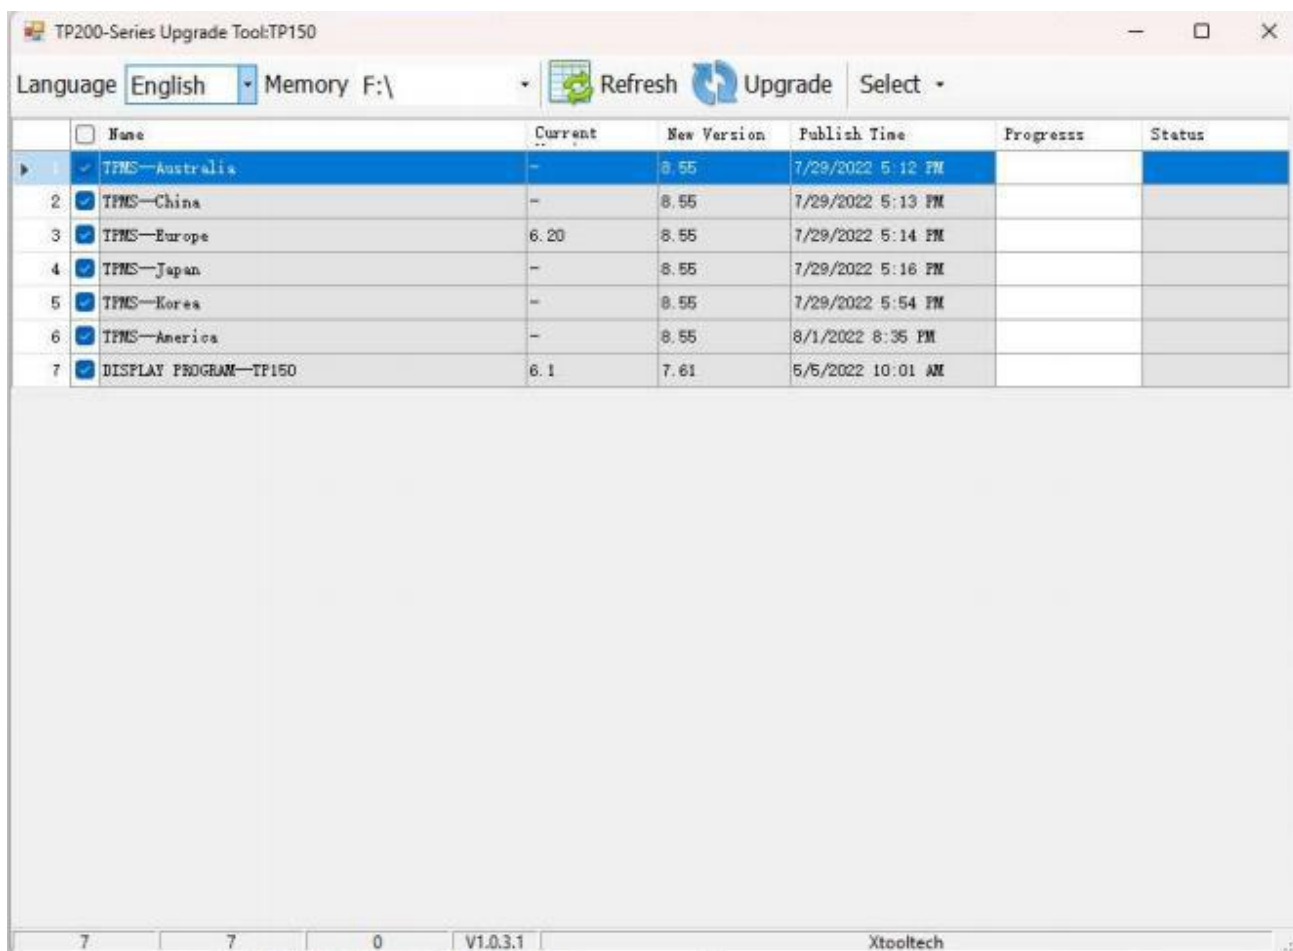 TP200-Series Upgrade Tool:TP150
Language English Memory F:\ Refresh Upgrade Select
Name Current New Version Publish Time Progresss Status
1 TPMS—Australia - 8.55 7/29/2022 5:12 PM
2 TPMS—China - 8.55 7/29/2022 5:13 PM
3 TPMS—Europe 6.20 8.55 7/29/2022 5:14 PM
4 TPMS—Japan - 8.55 7/29/2022 5:16 PM
5 TPMS—Korea - 8.55 7/29/2022 5:54 PM
6 TPMS—America - 8.55 8/1/2022 8:35 PM
7 DISPLAY PROGRAM—TP150 6.1 7.61 5/5/2022 10:01 AM
7 7 0 V1.0.3.1 Xtooltech